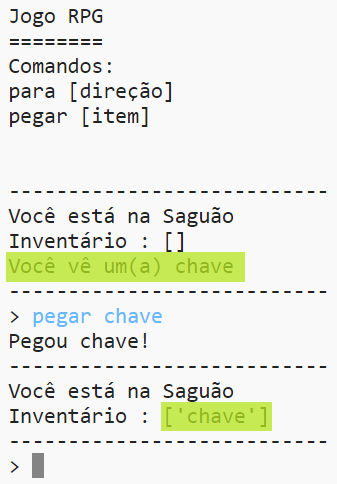 Jogo RPG
========
Comandos:
para [direção]
pegar [item]
---------------------------
Você está na Saguão
Inventário : []
Você vê um(a) chave
---------------------------
> pegar chave
Pegou chave!
---------------------------
Você está na Saguão
Inventário : ['chave']
---------------------------
>